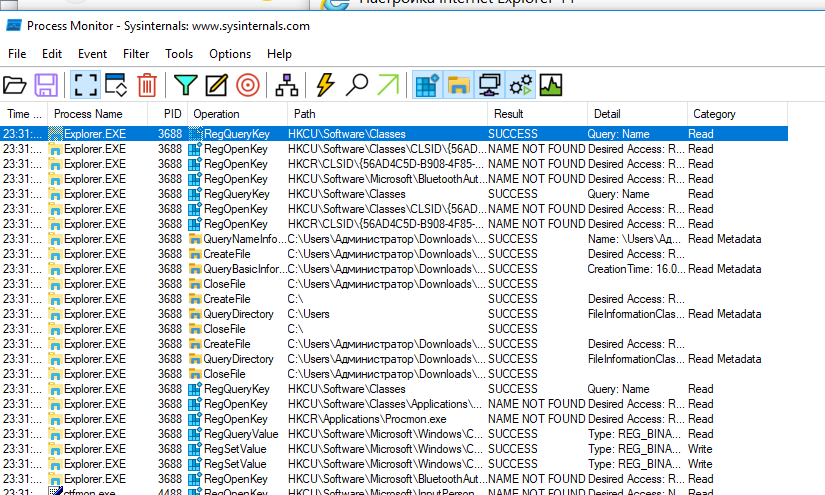 Настройка Internet Explorer 11
Process Monitor - Sysinternals: www.sysinternals.com
File Edit Event Filter Tools Options Help
Time ... Process Name PID Operation Path Result Detail Category
23:31:... Explorer.EXE 3688 RegQueryKey HKCU\Software\Classes SUCCESS Query: Name Read
23:31:... Explorer.EXE 3688 RegOpenKey HKCU\Software\Classes\CLSID\{56AD... NAME NOT FOUND Desired Access: R... Read
23:31:... Explorer.EXE 3688 RegOpenKey HKCR\CLSID\{56AD4C5D-B908-4F85-... NAME NOT FOUND Desired Access: R... Read
23:31:... Explorer.EXE 3688 RegOpenKey HKCU\Software\Microsoft\BluetoothAut... NAME NOT FOUND Desired Access: R... Read
23:31:... Explorer.EXE 3688 RegQueryKey HKCU\Software\Classes SUCCESS Query: Name Read
23:31:... Explorer.EXE 3688 RegOpenKey HKCU\Software\Classes\CLSID\{56AD... NAME NOT FOUND Desired Access: R... Read
23:31:... Explorer.EXE 3688 RegOpenKey HKCR\CLSID\{56AD4C5D-B908-4F85-... NAME NOT FOUND Desired Access: R... Read
23:31:... Explorer.EXE 3688 QueryNameInfo... C:\Users\Администратор\Downloads\... SUCCESS Name: \Users\Ад... Read Metadata
23:31:... Explorer.EXE 3688 CreateFile C:\Users\Администратор\Downloads\... SUCCESS Desired Access: R...
23:31:... Explorer.EXE 3688 QueryBasicInfor... C:\Users\Администратор\Downloads\... SUCCESS CreationTime: 16.0... Read Metadata
23:31:... Explorer.EXE 3688 CloseFile C:\Users\Администратор\Downloads\... SUCCESS
23:31:... Explorer.EXE 3688 CreateFile C:\ SUCCESS Desired Access: R...
23:31:... Explorer.EXE 3688 QueryDirectory C:\Users SUCCESS FileInformationClas... Read Metadata
23:31:... Explorer.EXE 3688 CloseFile C:\ SUCCESS
23:31:... Explorer.EXE 3688 CreateFile C:\Users\Администратор\Downloads\... SUCCESS Desired Access: R...
23:31:... Explorer.EXE 3688 QueryDirectory C:\Users\Администратор\Downloads\... SUCCESS FileInformationClas... Read Metadata
23:31:... Explorer.EXE 3688 CloseFile C:\Users\Администратор\Downloads\... SUCCESS
23:31:... Explorer.EXE 3688 RegQueryKey HKCU\Software\Classes SUCCESS Query: Name Read
23:31:... Explorer.EXE 3688 RegOpenKey HKCU\Software\Classes\Applications\... NAME NOT FOUND Desired Access: R... Read
23:31:... Explorer.EXE 3688 RegOpenKey HKCR\Applications\Procmon.exe NAME NOT FOUND Desired Access: R... Read
23:31:... Explorer.EXE 3688 RegQueryValue HKCU\Software\Microsoft\Windows\C... SUCCESS Type: REG_BINA... Read
23:31:... Explorer.EXE 3688 RegSetValue HKCU\Software\Microsoft\Windows\C... SUCCESS Type: REG_BINA... Write
23:31:... Explorer.EXE 3688 RegSetValue HKCU\Software\Microsoft\Windows\C... SUCCESS Type: REG_BINA... Write
23:31:... Explorer.EXE 3688 RegOpenKey HKCU\Software\Microsoft\BluetoothAut... NAME NOT FOUND Desired Access: R... Read
23:31:... ctfmon.exe 4488 RegOpenKey HKCU\Software\Microsoft\InputPerson... NAME NOT FOUND Desired Access: R... Read